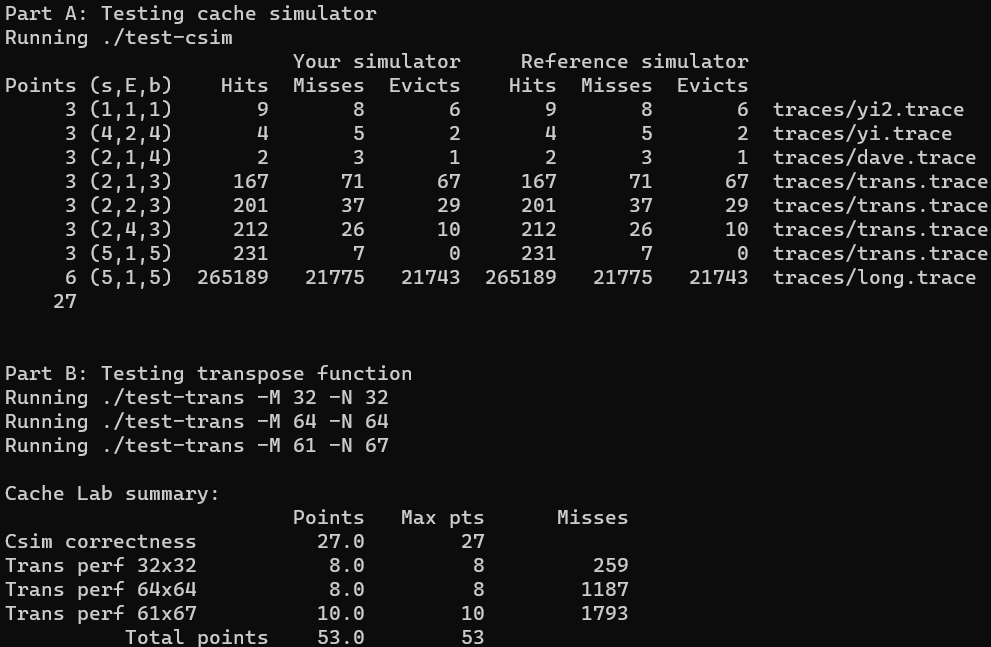 Part A: Testing cache simulator
Running ./test-csim
                        Your simulator     Reference simulator
Points (s,E,b)    Hits  Misses  Evicts    Hits  Misses  Evicts
     3 (1,1,1)       9       8       6       9       8       6  traces/yi2.trace
     3 (4,2,4)       4       5       2       4       5       2  traces/yi.trace
     3 (2,1,4)       2       3       1       2       3       1  traces/dave.trace
     3 (2,1,3)     167      71      67     167      71      67  traces/trans.trace
     3 (2,2,3)     201      37      29     201      37      29  traces/trans.trace
     3 (2,4,3)     212      26      10     212      26      10  traces/trans.trace
     3 (5,1,5)     231       7       0     231       7       0  traces/trans.trace
     6 (5,1,5)  265189   21775   21743  265189   21775   21743  traces/long.trace
    27
Part B: Testing transpose function
Running ./test-trans -M 32 -N 32
Running ./test-trans -M 64 -N 64
Running ./test-trans -M 61 -N 67
Cache Lab summary:
                        Points   Max pts      Misses
Csim correctness          27.0        27
Trans perf 32x32           8.0         8         259
Trans perf 64x64           8.0         8        1187
Trans perf 61x67          10.0        10        1793
          Total points    53.0        53